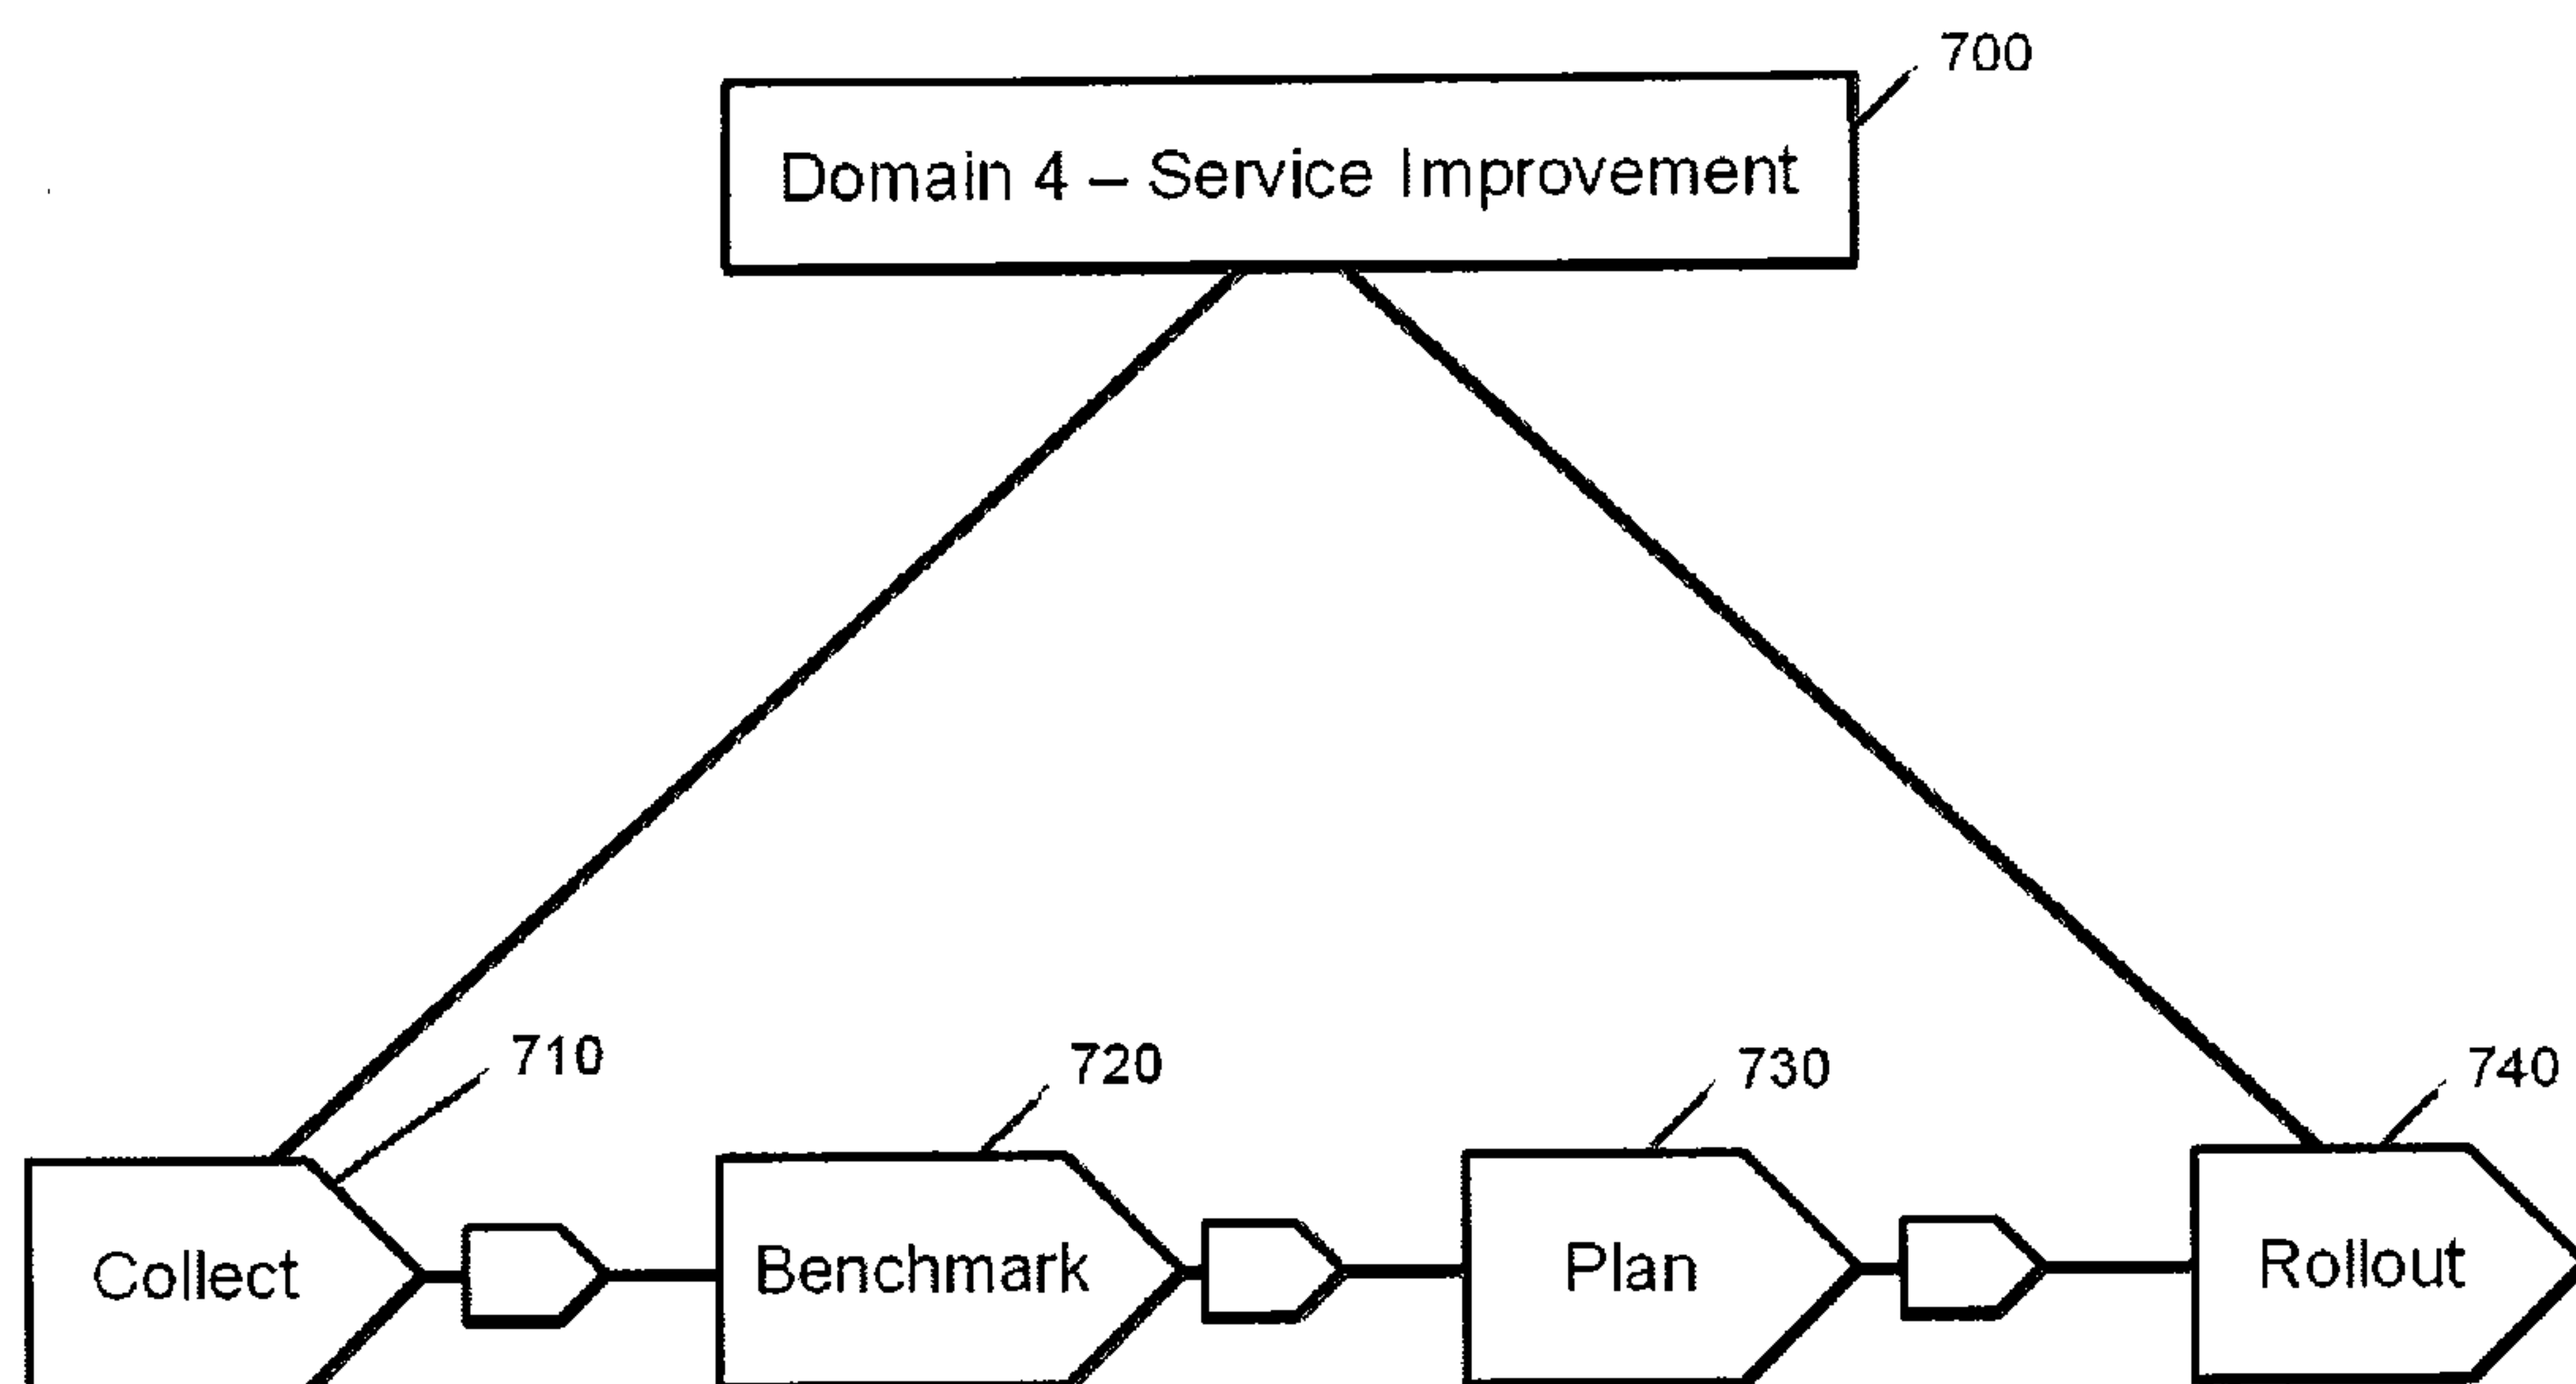 700
Domain 4 – Service Improvement
710
720
730
740
Collect
Benchmark
Plan
Rollout